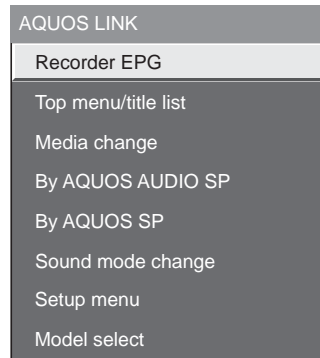 AQUOS LINK
Recorder EPG
Top menu/title list
Media change
By AQUOS AUDIO SP
By AQUOS SP
Sound mode change
Setup menu
Model select